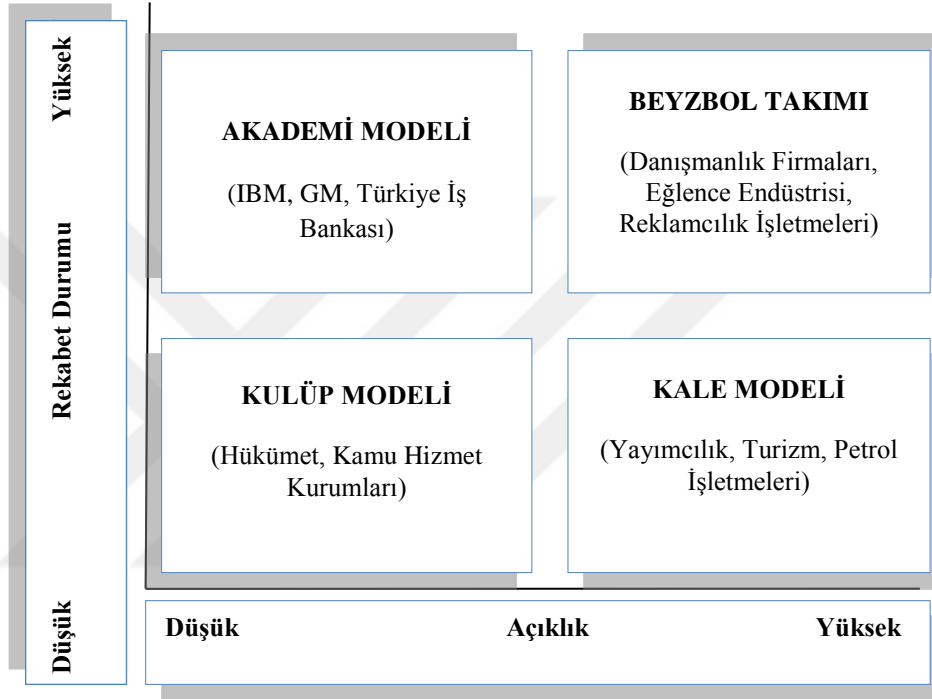 Yüksek
Rekabet Durumu
Düşük
AKADEMİ MODELİ
(IBM, GM, Türkiye İş
Bankası)
BEYZBOL TAKIMI
(Danışmanlık Firmaları,
Eğlence Endüstrisi,
Reklamcılık İşletmeleri)
KULÜP MODELİ
(Hükümet, Kamu Hizmet
Kurumları)
KALE MODELİ
(Yayımcılık, Turizm, Petrol
İşletmeleri)
Düşük Açıklık Yüksek